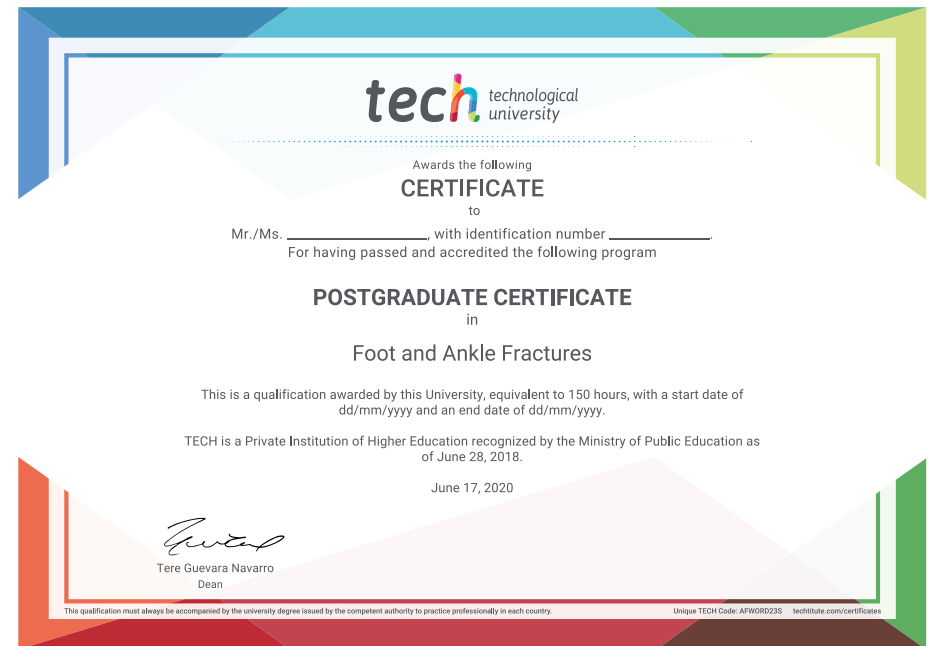 tech technological
university
Awards the following
CERTIFICATE
to
Mr./Ms. ____________________, with identification number ______________.
For having passed and accredited the following program
POSTGRADUATE CERTIFICATE
in
Foot and Ankle Fractures
This is a qualification awarded by this University, equivalent to 150 hours, with a start date of
dd/mm/yyyy and an end date of dd/mm/yyyy.
TECH is a Private Institution of Higher Education recognized by the Ministry of Public Education as
of June 28, 2018.
June 17, 2020
Tere Guevara Navarro
Dean
This qualification must always be accompanied by the university degree issued by the competent authority to practice professionally in each country.
Unique TECH Code: AFWORD23S techtitute.com/certificates